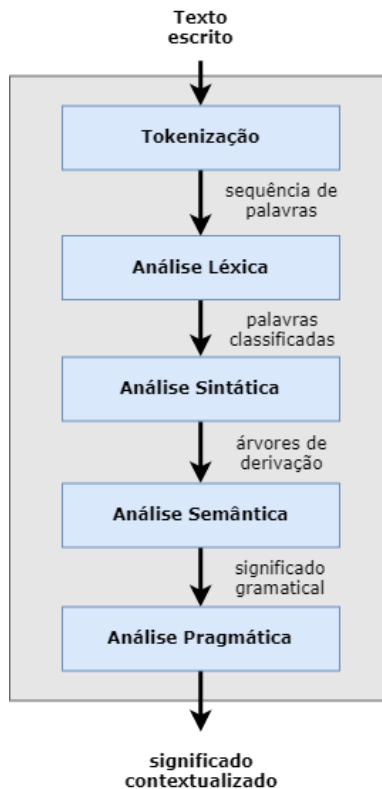 Texto
escrito
Tokenização
sequência de
palavras
Análise Léxica
palavras
classificadas
Análise Sintática
árvores de
derivação
Análise Semântica
significado
gramatical
Análise Pragmática
significado
contextualizado